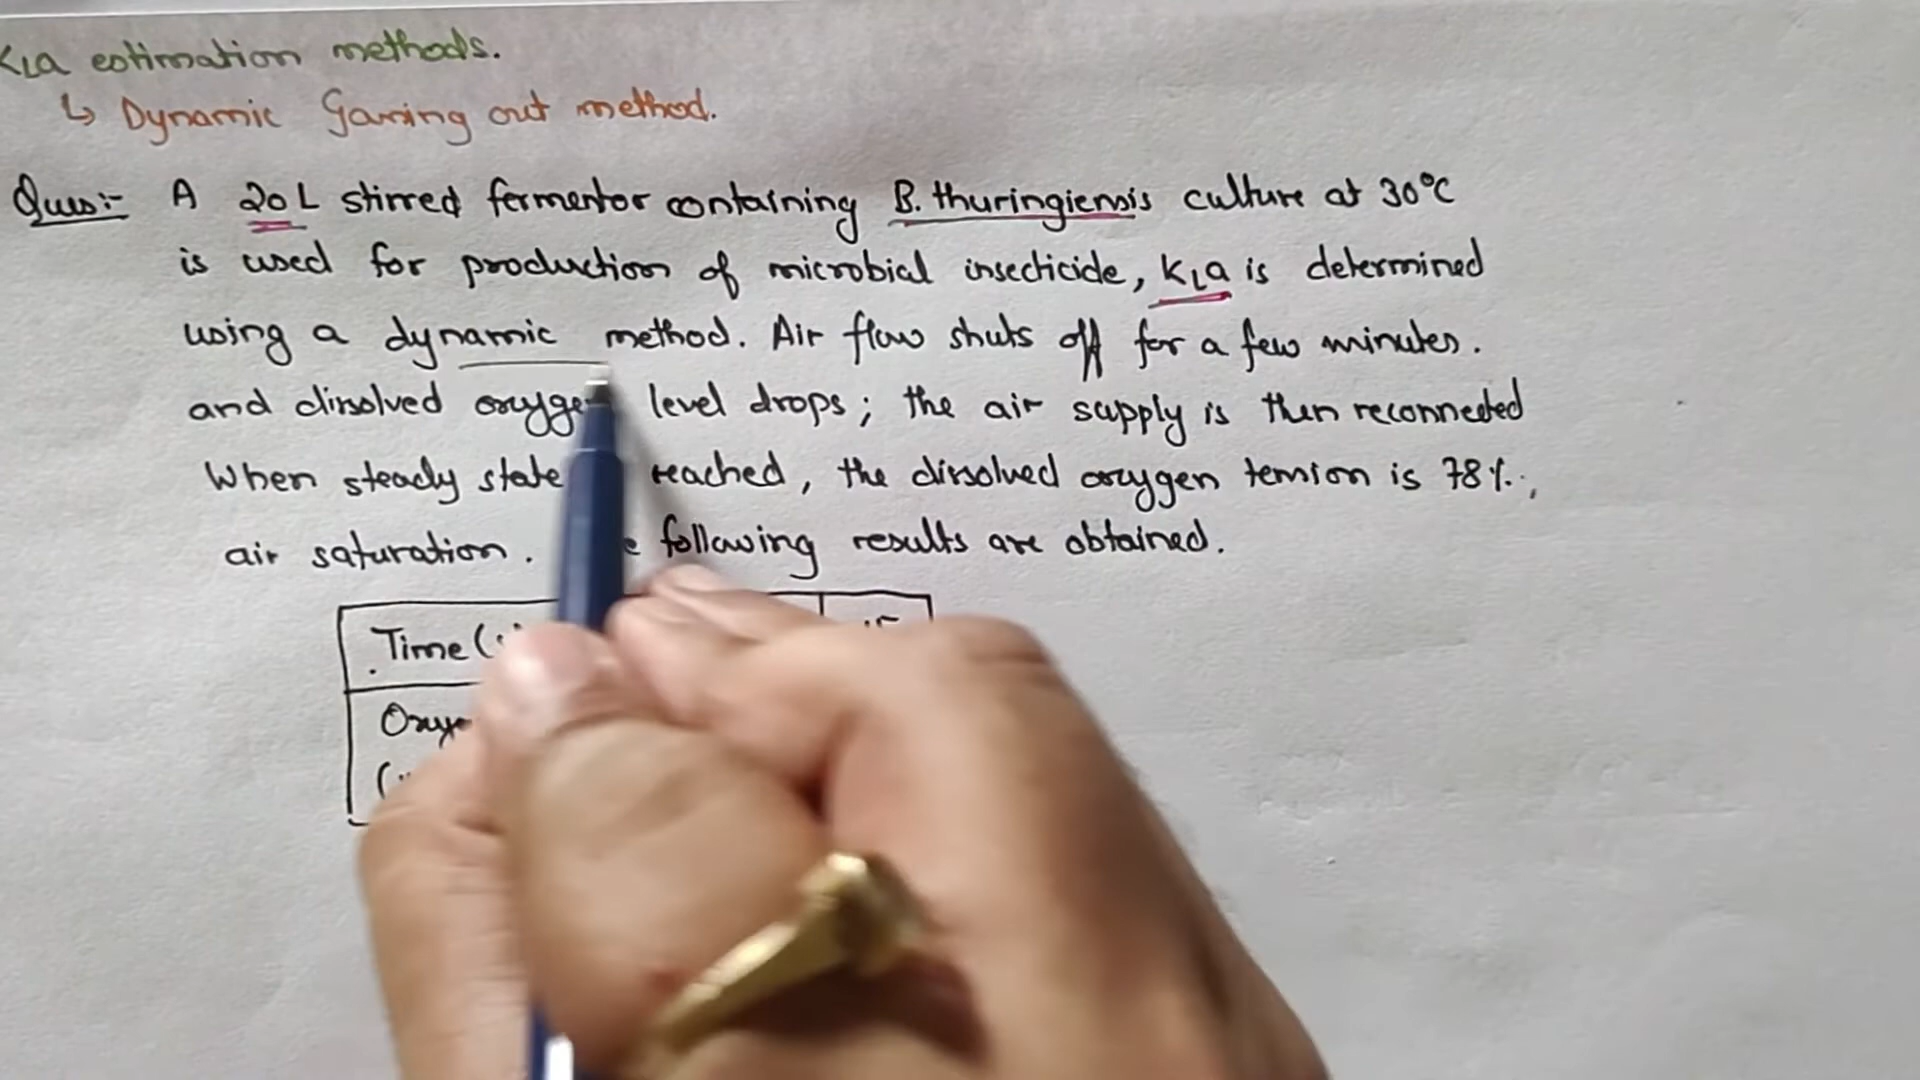 KLa estimation methods.
↳ Dynamic Gassing out method.
Ques:- A 20L stirred fermentor containing B. thuringiensis culture at 30°C
is used for production of microbial insecticide, KLa is determined
using a dynamic method. Air flow shuts off for a few minutes.
and dissolved oxygen level drops; the air supply is then reconnected
When steady state reached, the dissolved oxygen tension is 78%,
air saturation. following results are obtained.
Time (